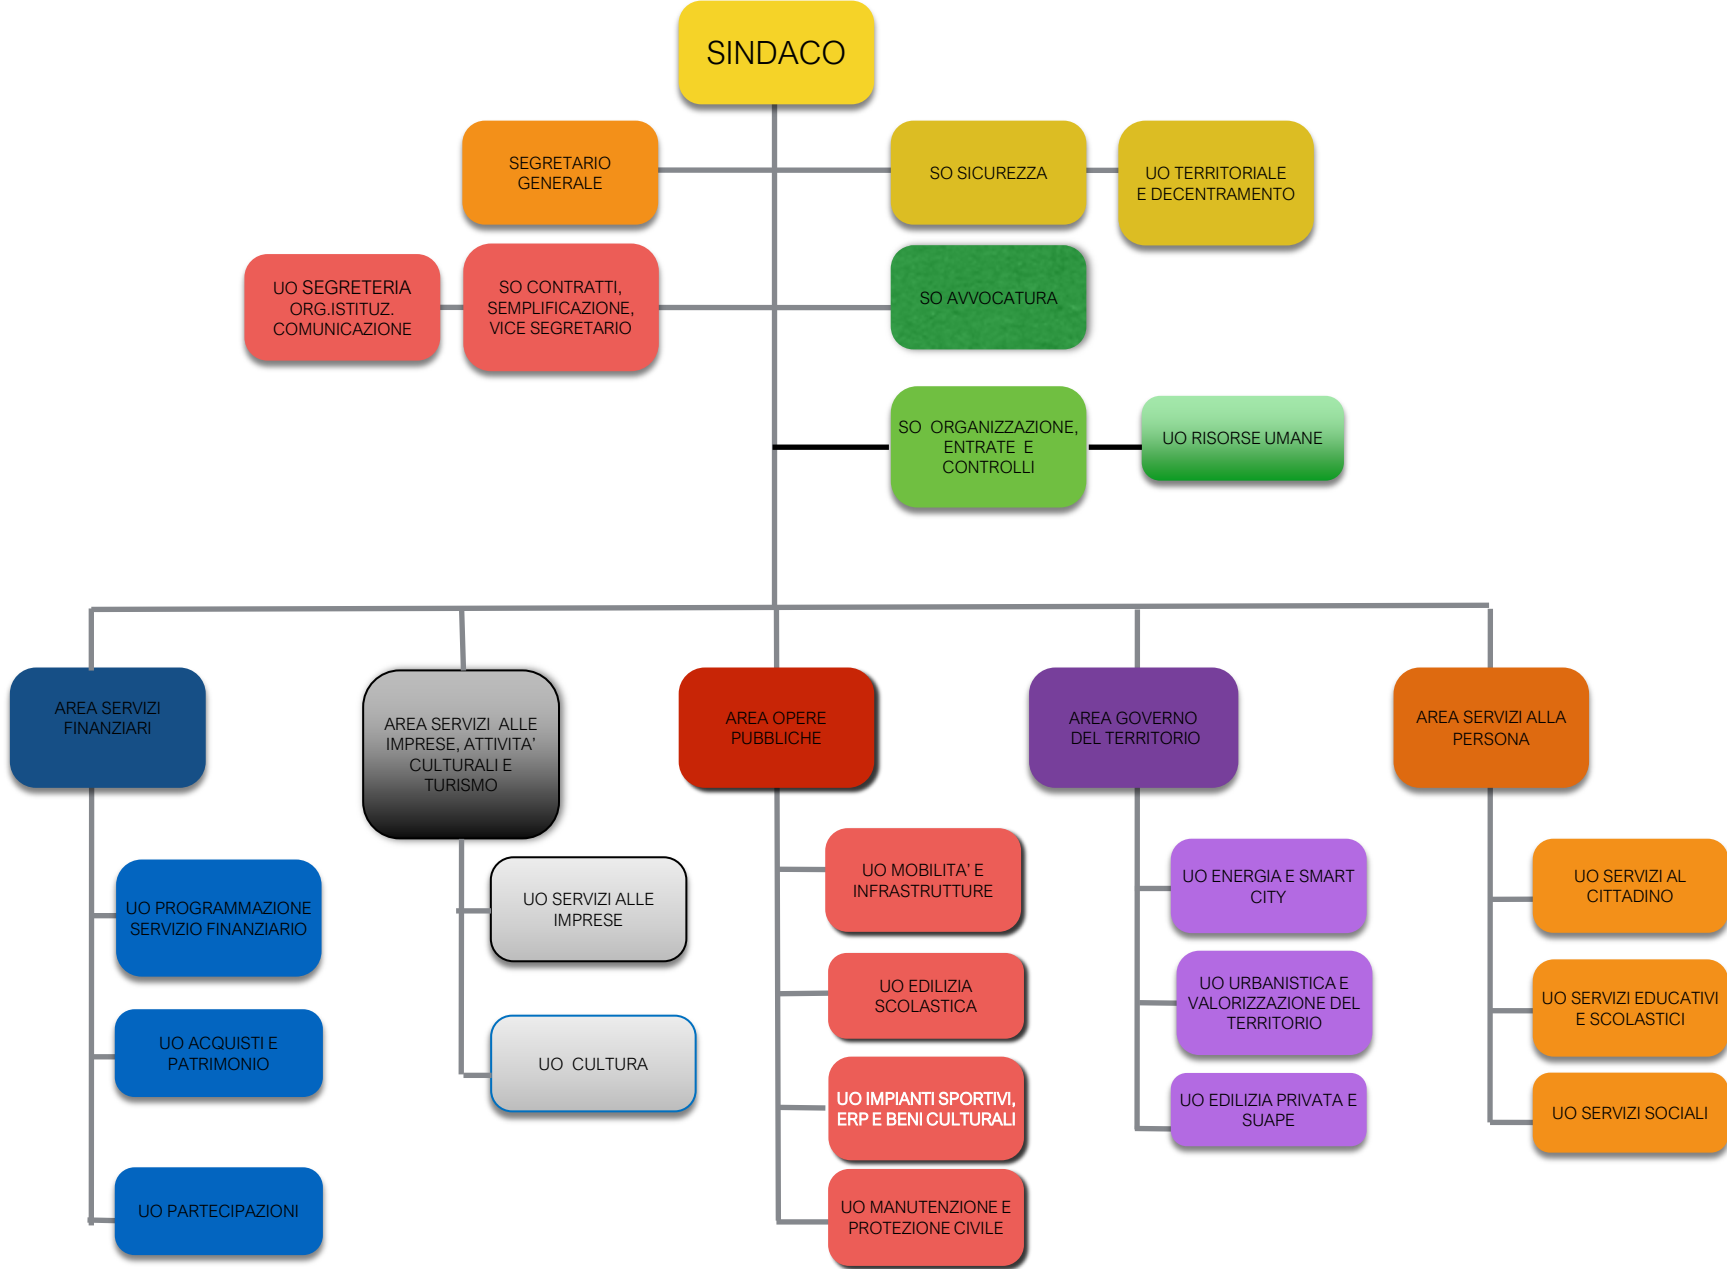 SINDACO
SEGRETARIO
GENERALE
SO SICUREZZA
UO TERRITORIALE
E DECENTRAMENTO
UO SEGRETERIA
ORG.ISTITUZ.
COMUNICAZIONE
SO CONTRATTI,
SEMPLIFICAZIONE,
VICE SEGRETARIO
SO AVVOCATURA
SO ORGANIZZAZIONE,
ENTRATE E
CONTROLLI
UO RISORSE UMANE
AREA SERVIZI
FINANZIARI
AREA SERVIZI ALLE
IMPRESE, ATTIVITA'
CULTURALI E
TURISMO
AREA OPERE
PUBBLICHE
AREA GOVERNO
DEL TERRITORIO
AREA SERVIZI ALLA
PERSONA
UO PROGRAMMAZIONE
SERVIZIO FINANZIARIO
UO ACQUISTI E
PATRIMONIO
UO PARTECIPAZIONI
UO SERVIZI ALLE
IMPRESE
UO CULTURA
UO MOBILITA' E
INFRASTRUTTURE
UO EDILIZIA
SCOLASTICA
UO IMPIANTI SPORTIVI,
ERP E BENI CULTURALI
UO MANUTENZIONE E
PROTEZIONE CIVILE
UO ENERGIA E SMART
CITY
UO URBANISTICA E
VALORIZZAZIONE DEL
TERRITORIO
UO EDILIZIA PRIVATA E
SUAPE
UO SERVIZI AL
CITTADINO
UO SERVIZI EDUCATIVI
E SCOLASTICI
UO SERVIZI SOCIALI